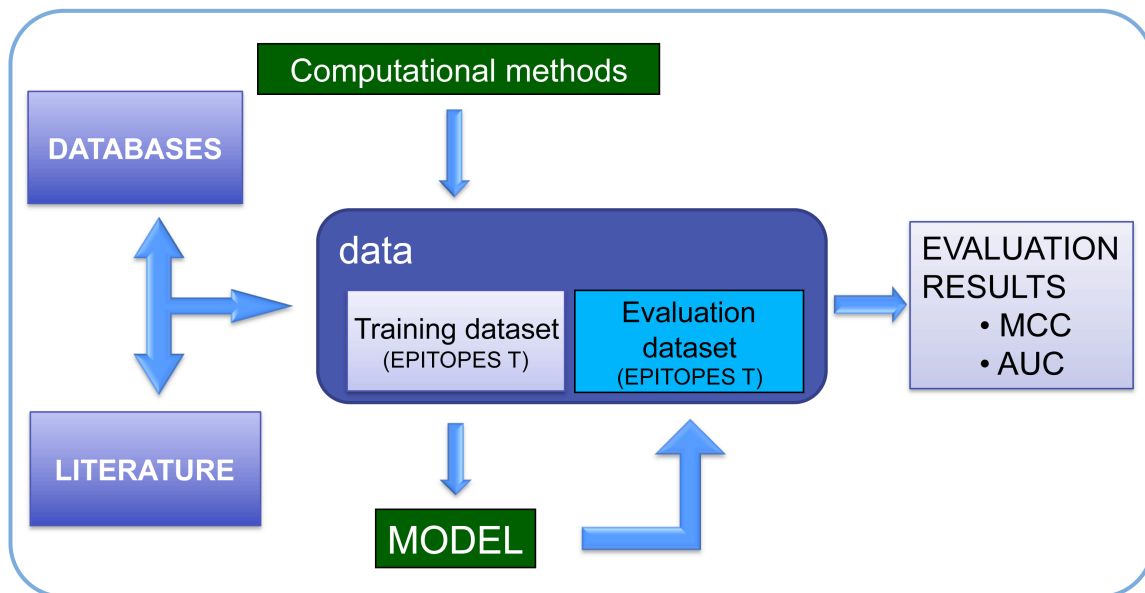 Computational methods
DATABASES
data
Training dataset
(EPITOPES T)
Evaluation
dataset
(EPITOPES T)
EVALUATION
RESULTS
• MCC
• AUC
LITERATURE
MODEL